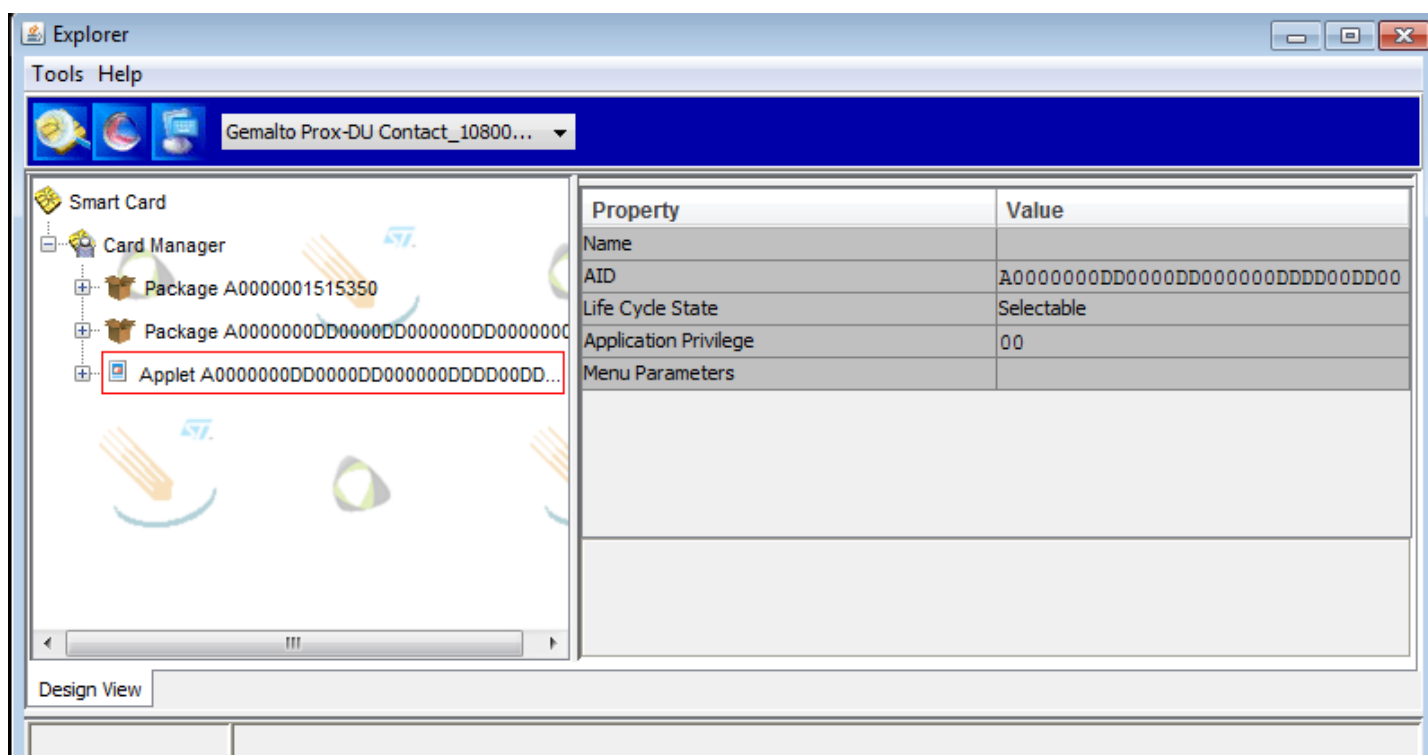 Explorer
Tools Help
Gemalto Prox-DU Contact_10800...
Smart Card
Card Manager
Package A0000001515350
Package A0000000DD0000DD000000DD0000000
Applet A0000000DD0000DD000000DDDD00DD...
Property Value
Name
AID A0000000DD0000DD000000DDDD00DD00
Life Cycle State Selectable
Application Privilege 00
Menu Parameters
Design View